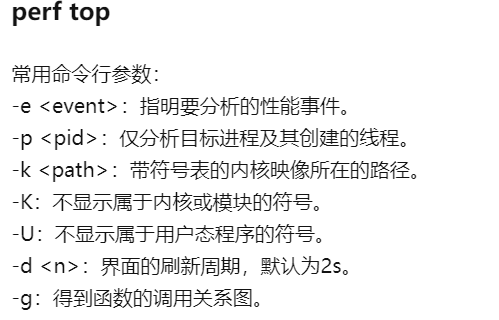 perf top
常用命令行参数：
-e <event>：指明要分析的性能事件。
-p <pid>：仅分析目标进程及其创建的线程。
-k <path>：带符号表的内核映像所在的路径。
-K：不显示属于内核或模块的符号。
-U：不显示属于用户态程序的符号。
-d <n>：界面的刷新周期，默认为2s。
-g：得到函数的调用关系图。